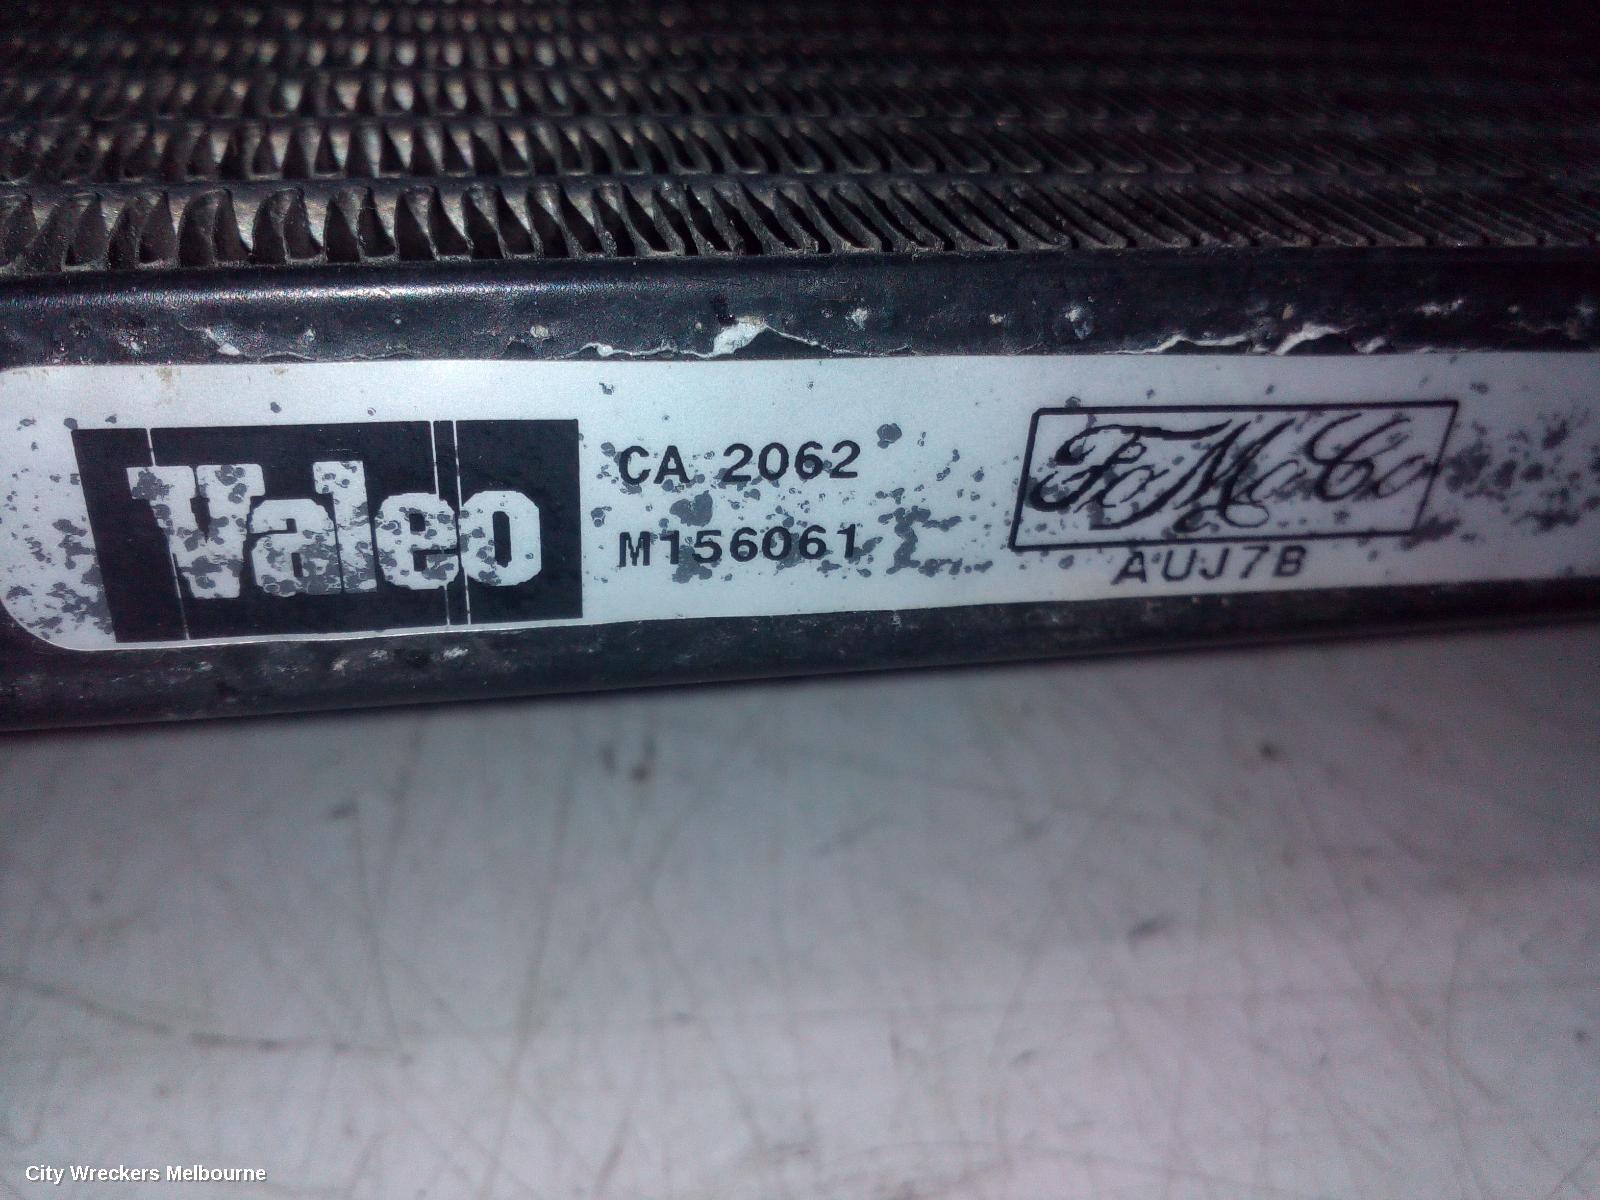 Valeo
CA 2062
M156061
FoMoCo
AUJ7B
City Wreckers Melbourne